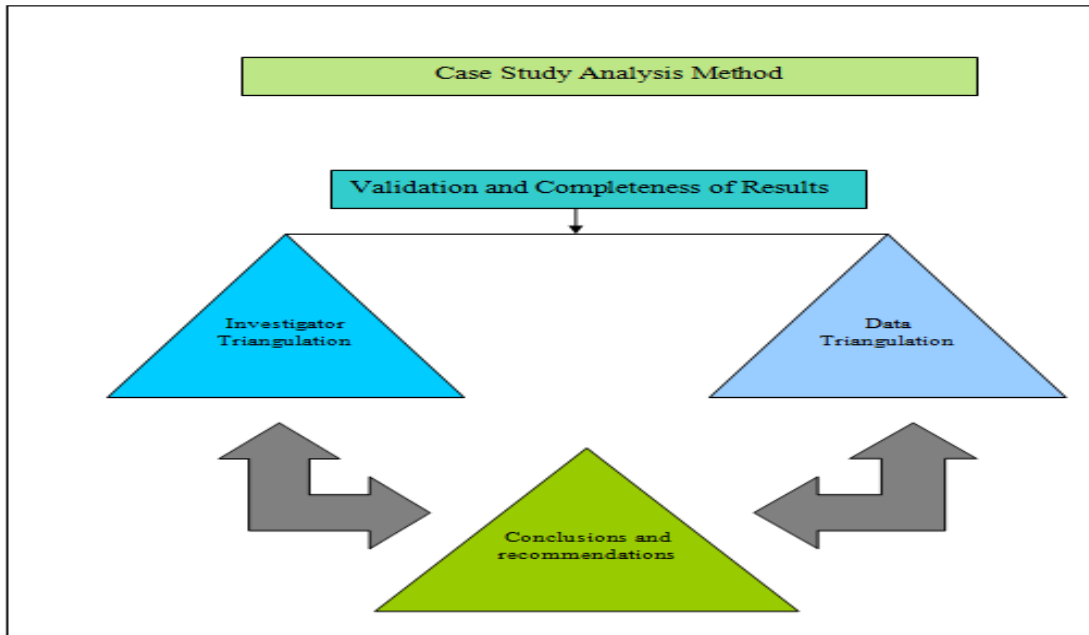 Case Study Analysis Method
Validation and Completeness of Results
Investigator
Triangulation
Data
Triangulation
Conclusions and
recommendations